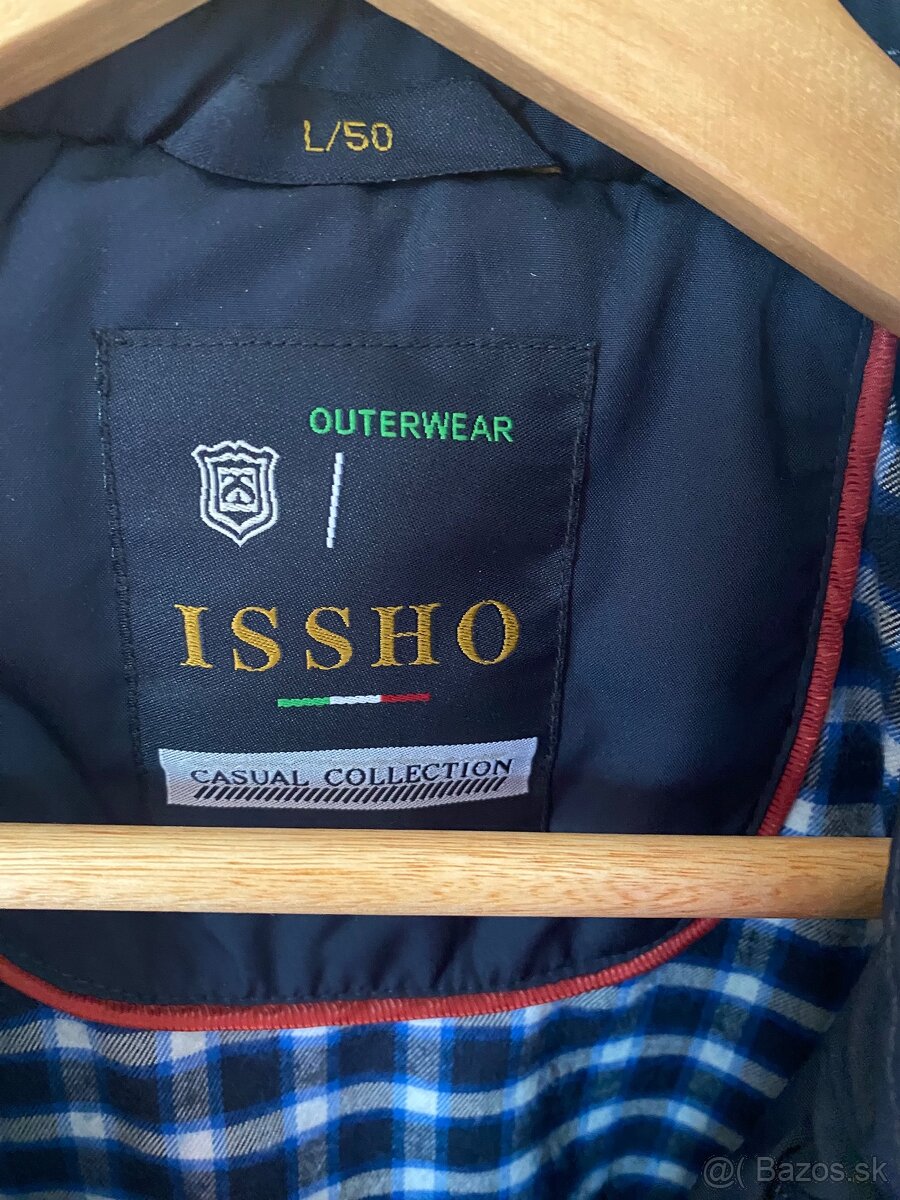 L/50
OUTERWEAR
ISSHO
CASUAL COLLECTION
@( Bazos.sk